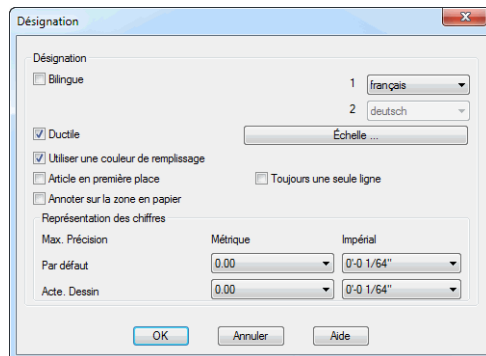 Désignation
Désignation
Bilingue
1 français
2 deutsch
Ductile
Échelle ...
Utiliser une couleur de remplissage
Article en première place
Toujours une seule ligne
Annoter sur la zone en papier
Représentation des chiffres
Max. Précision Métrique Impérial
Par défaut 0.00 0'-0 1/64"
Acte. Dessin 0.00 0'-0 1/64"
OK Annuler Aide